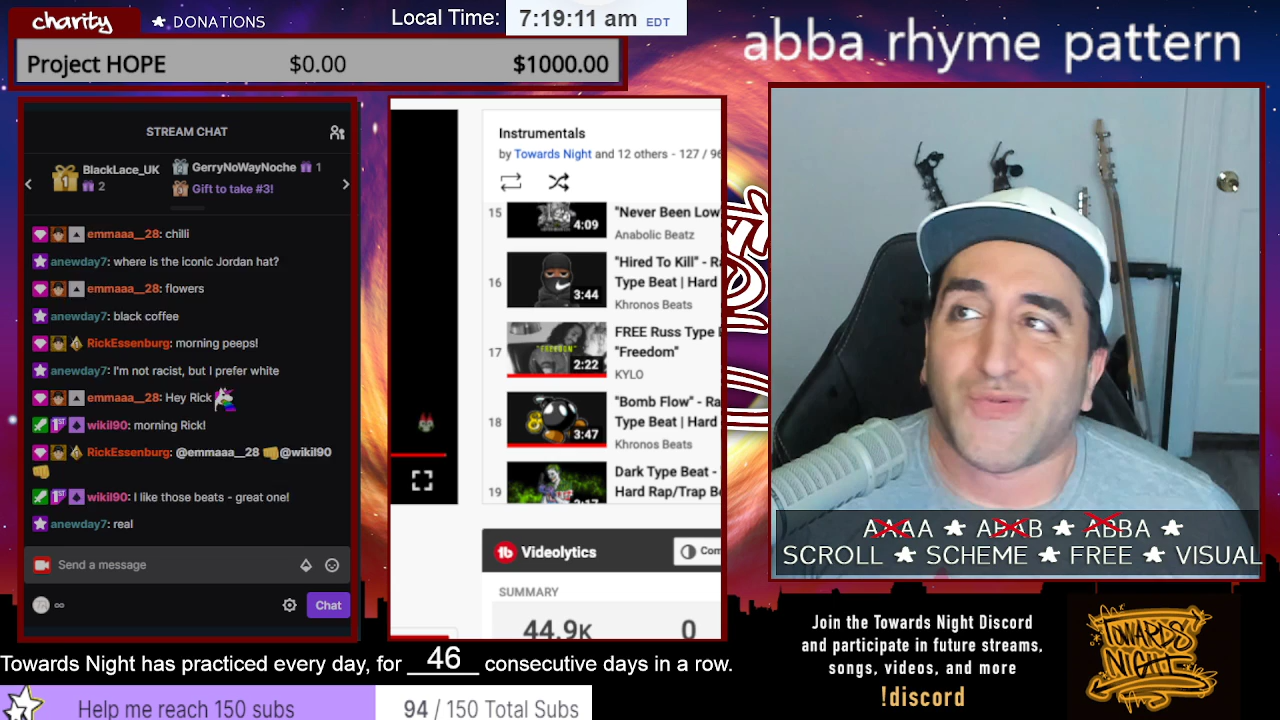 charity
DONATIONS
Local Time:
7:19:11 am EDT
Project HOPE $0.00 $1000.00
abba rhyme pattern
STREAM CHAT
BlackLace_UK
2
GerryNoWayNoche 1
Gift to take #3!
emmaaa__28: chilli
anewday7: where is the iconic Jordan hat?
emmaaa__28: flowers
anewday7: black coffee
RickEssenburg: morning peeps!
anewday7: I'm not racist, but I prefer white
emmaaa__28: Hey Rick
wikil90: morning Rick!
RickEssenburg: @emmaaa__28 @wikil90
wikil90: I like those beats - great one!
anewday7: real
Send a message
Chat
Instrumentals
by Towards Night and 12 others - 127 / 96
15
4:09
"Never Been Low
Anabolic Beatz
16
3:44
"Hired To Kill" - Ra
Type Beat | Hard
Khronos Beats
17
"FREEDOM"
2:22
FREE Russ Type
"Freedom"
KYLO
18
3:47
"Bomb Flow" - Ra
Type Beat | Hard
Khronos Beats
19
Dark Type Beat -
Hard Rap/Trap Be
tb Videolytics
Com
SUMMARY
44.9K 0
AAAA ABAB ABBA
SCROLL SCHEME FREE VISUAL
Join the Towards Night Discord
and participate in future streams,
songs, videos, and more
!discord
TOWARDS
NIGHT
Towards Night has practiced every day, for 46 consecutive days in a row.
Help me reach 150 subs
94 / 150 Total Subs